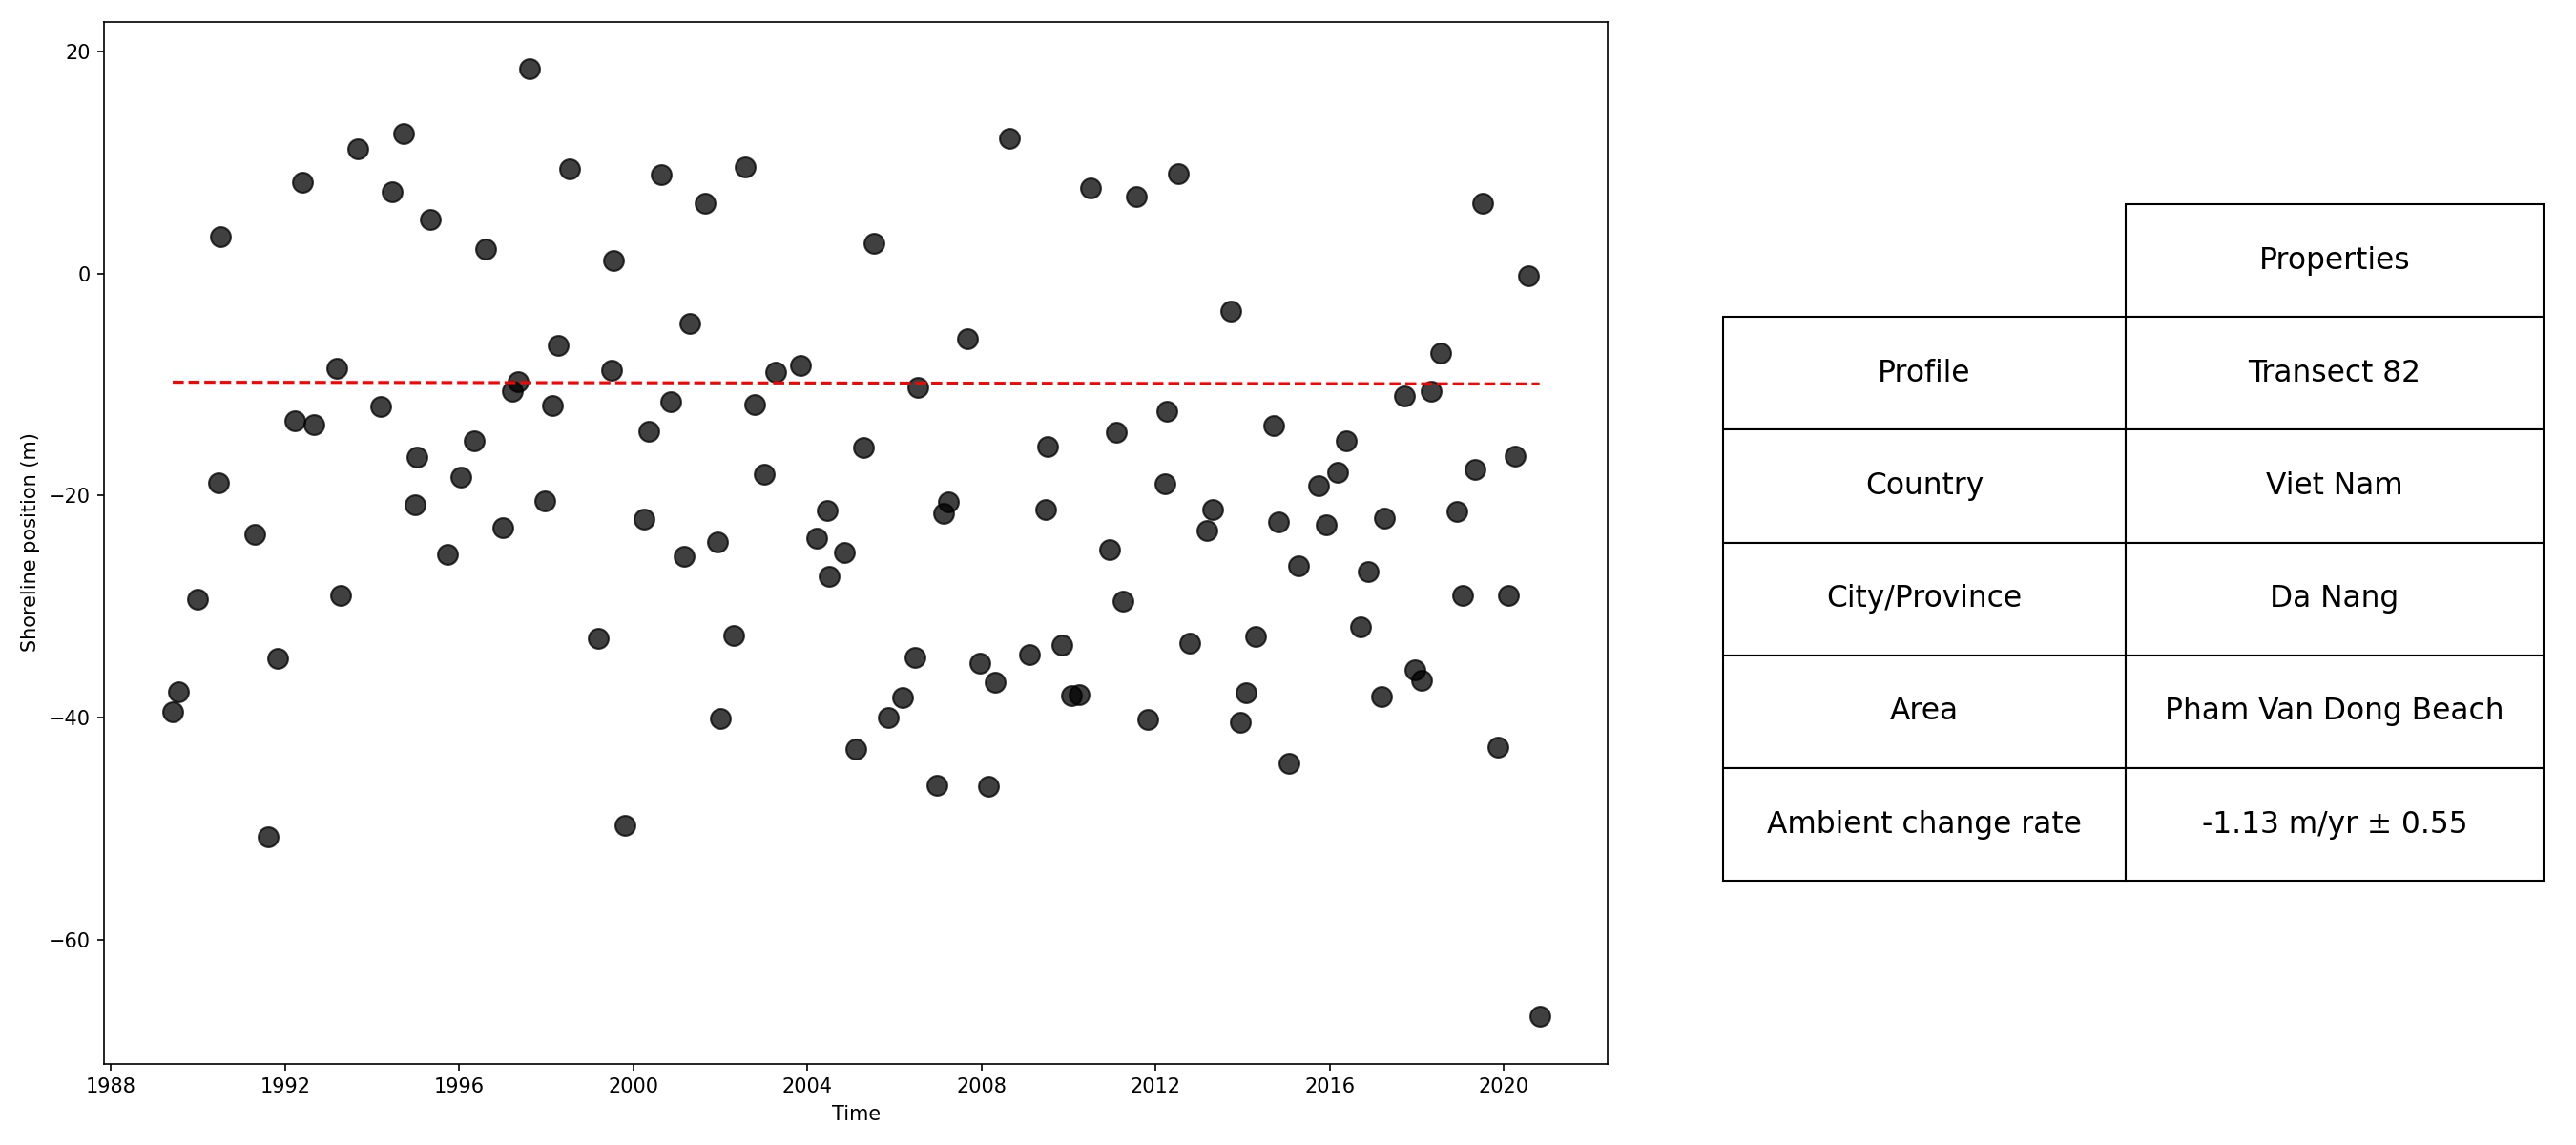 20
0
−20
−40
−60
Shoreline position (m)
1988 1992 1996 2000 2004 2008 2012 2016 2020
Time
Properties
Profile Transect 82
Country Viet Nam
City/Province Da Nang
Area Pham Van Dong Beach
Ambient change rate -1.13 m/yr ± 0.55